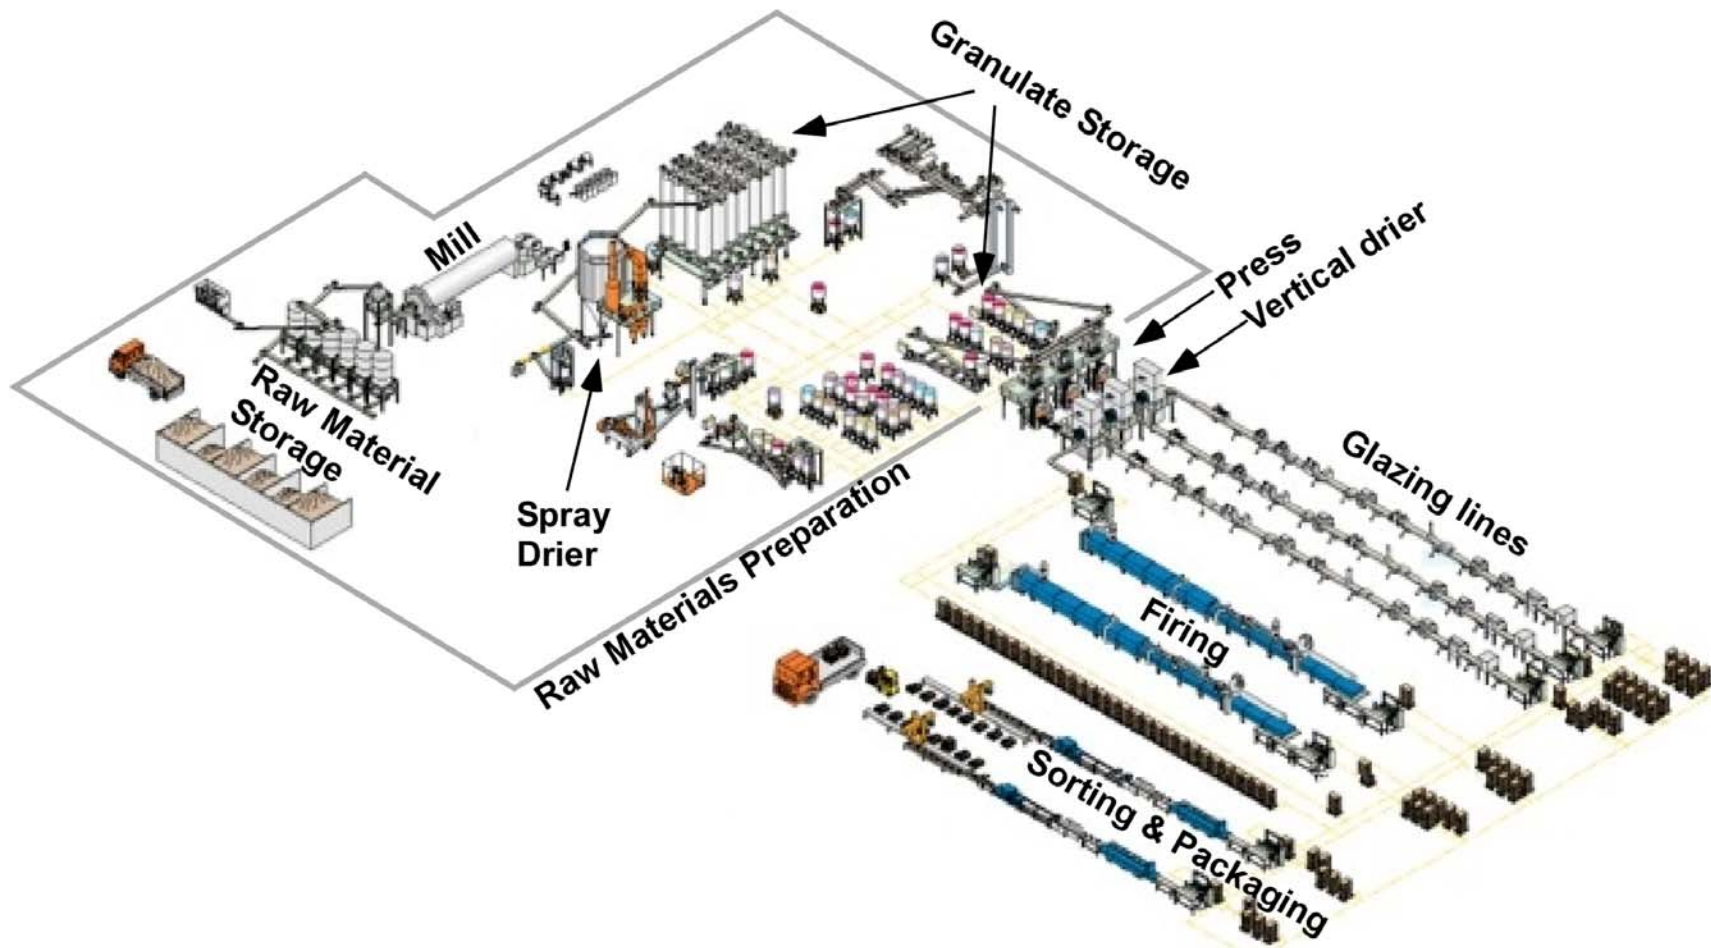 Granulate Storage
Mill
Press
Vertical drier
Raw Material
Storage
Spray
Drier
Raw Materials Preparation
Glazing lines
Firing
Sorting & Packaging